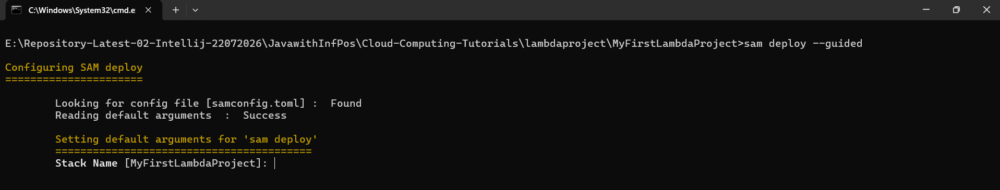 C:\Windows\System32\cmd.e
E:\Repository-Latest-02-Intellij-22072026\JavawithInfPos\Cloud-Computing-Tutorials\lambdaproject\MyFirstLambdaProject>sam deploy --guided
Configuring SAM deploy
======================
Looking for config file [samconfig.toml] :  Found
Reading default arguments  :  Success
Setting default arguments for 'sam deploy'
=========================================
Stack Name [MyFirstLambdaProject]: